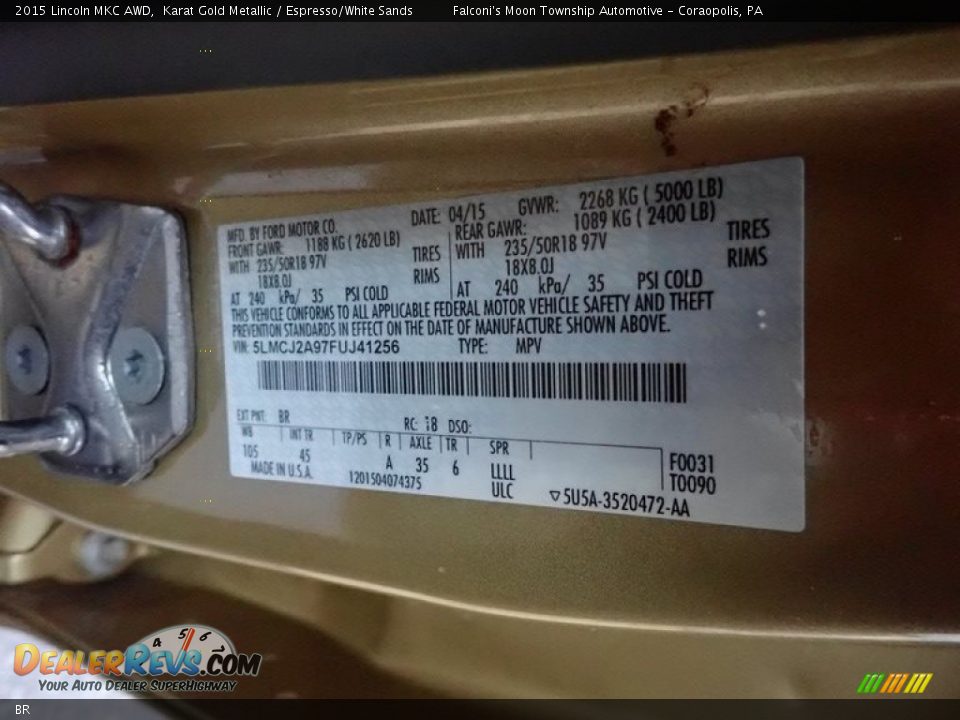 2015 Lincoln MKC AWD,  Karat Gold Metallic / Espresso/White Sands
Falconi's Moon Township Automotive - Coraopolis, PA
MFD. BY FORD MOTOR CO. DATE: 04/15 GVWR: 2268 KG ( 5000 LB)
FRONT GAWR: 1188 KG ( 2620 LB) REAR GAWR: 1089 KG ( 2400 LB)
WITH 235/50R18 97V TIRES WITH 235/50R18 97V TIRES
18X8.0J RIMS 18X8.0J RIMS
AT 240 kPa/ 35 PSI COLD AT 240 kPa/ 35 PSI COLD
THIS VEHICLE CONFORMS TO ALL APPLICABLE FEDERAL MOTOR VEHICLE SAFETY AND THEFT
PREVENTION STANDARDS IN EFFECT ON THE DATE OF MANUFACTURE SHOWN ABOVE.
VIN: 5LMCJ2A97FUJ41256 TYPE: MPV
EXT PNT: BR RC: 18 DSO:
WB INT TR TP/PS R AXLE TR SPR
105 45 A 35 6 LLLL F0031
MADE IN U.S.A. 1201504074375 ULC T0090
▽5U5A-3520472-AA
4 5 6
DEALERREVS.COM
YOUR AUTO DEALER SUPERHIGHWAY
BR